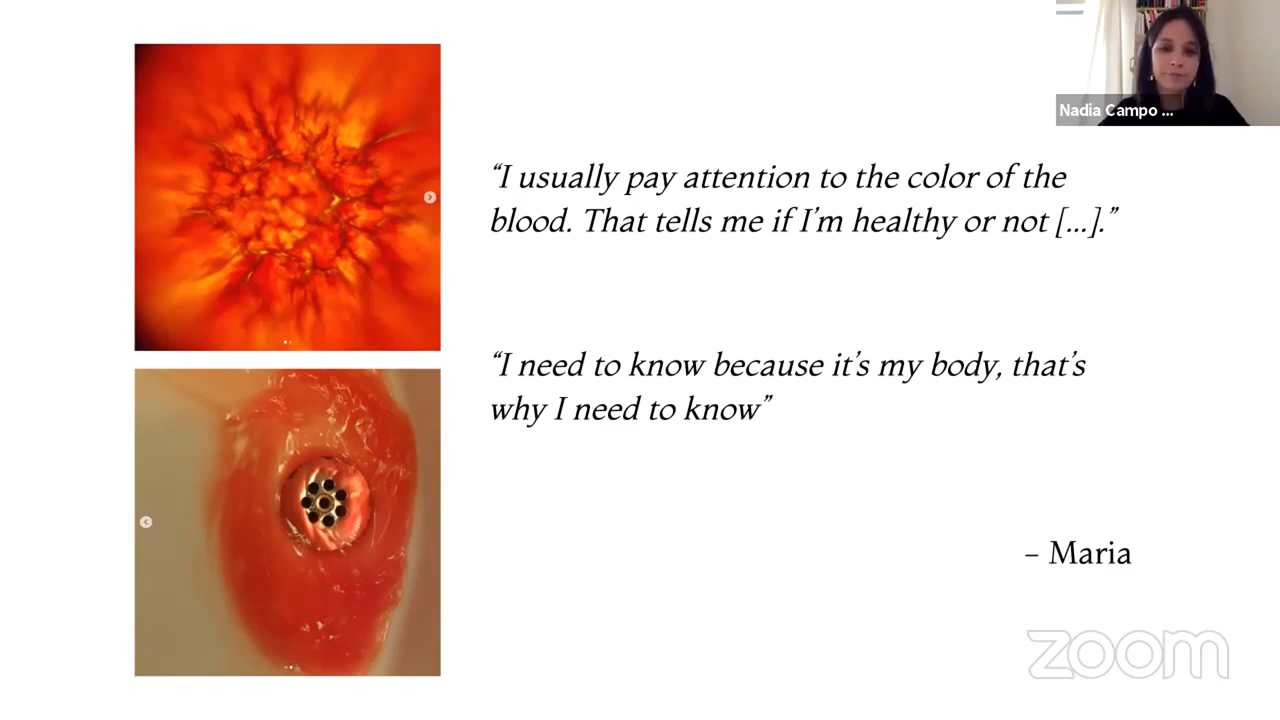 Nadia Campo ...
“I usually pay attention to the color of the
blood. That tells me if I’m healthy or not [...].”
“I need to know because it’s my body, that’s
why I need to know”
– Maria
zoom